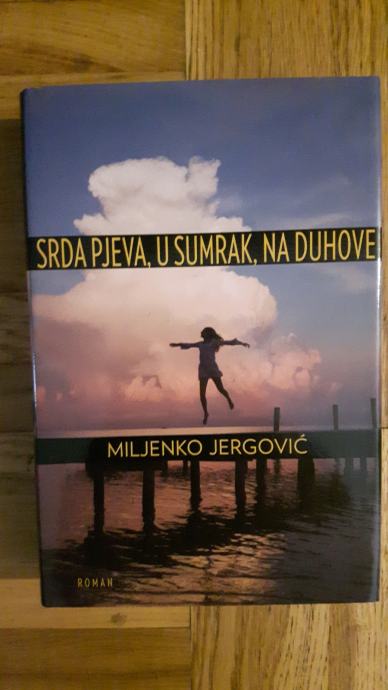 SRDA PJEVA, U SUMRAK, NA DUHOVE
MILJENKO JERGOVIĆ
ROMAN